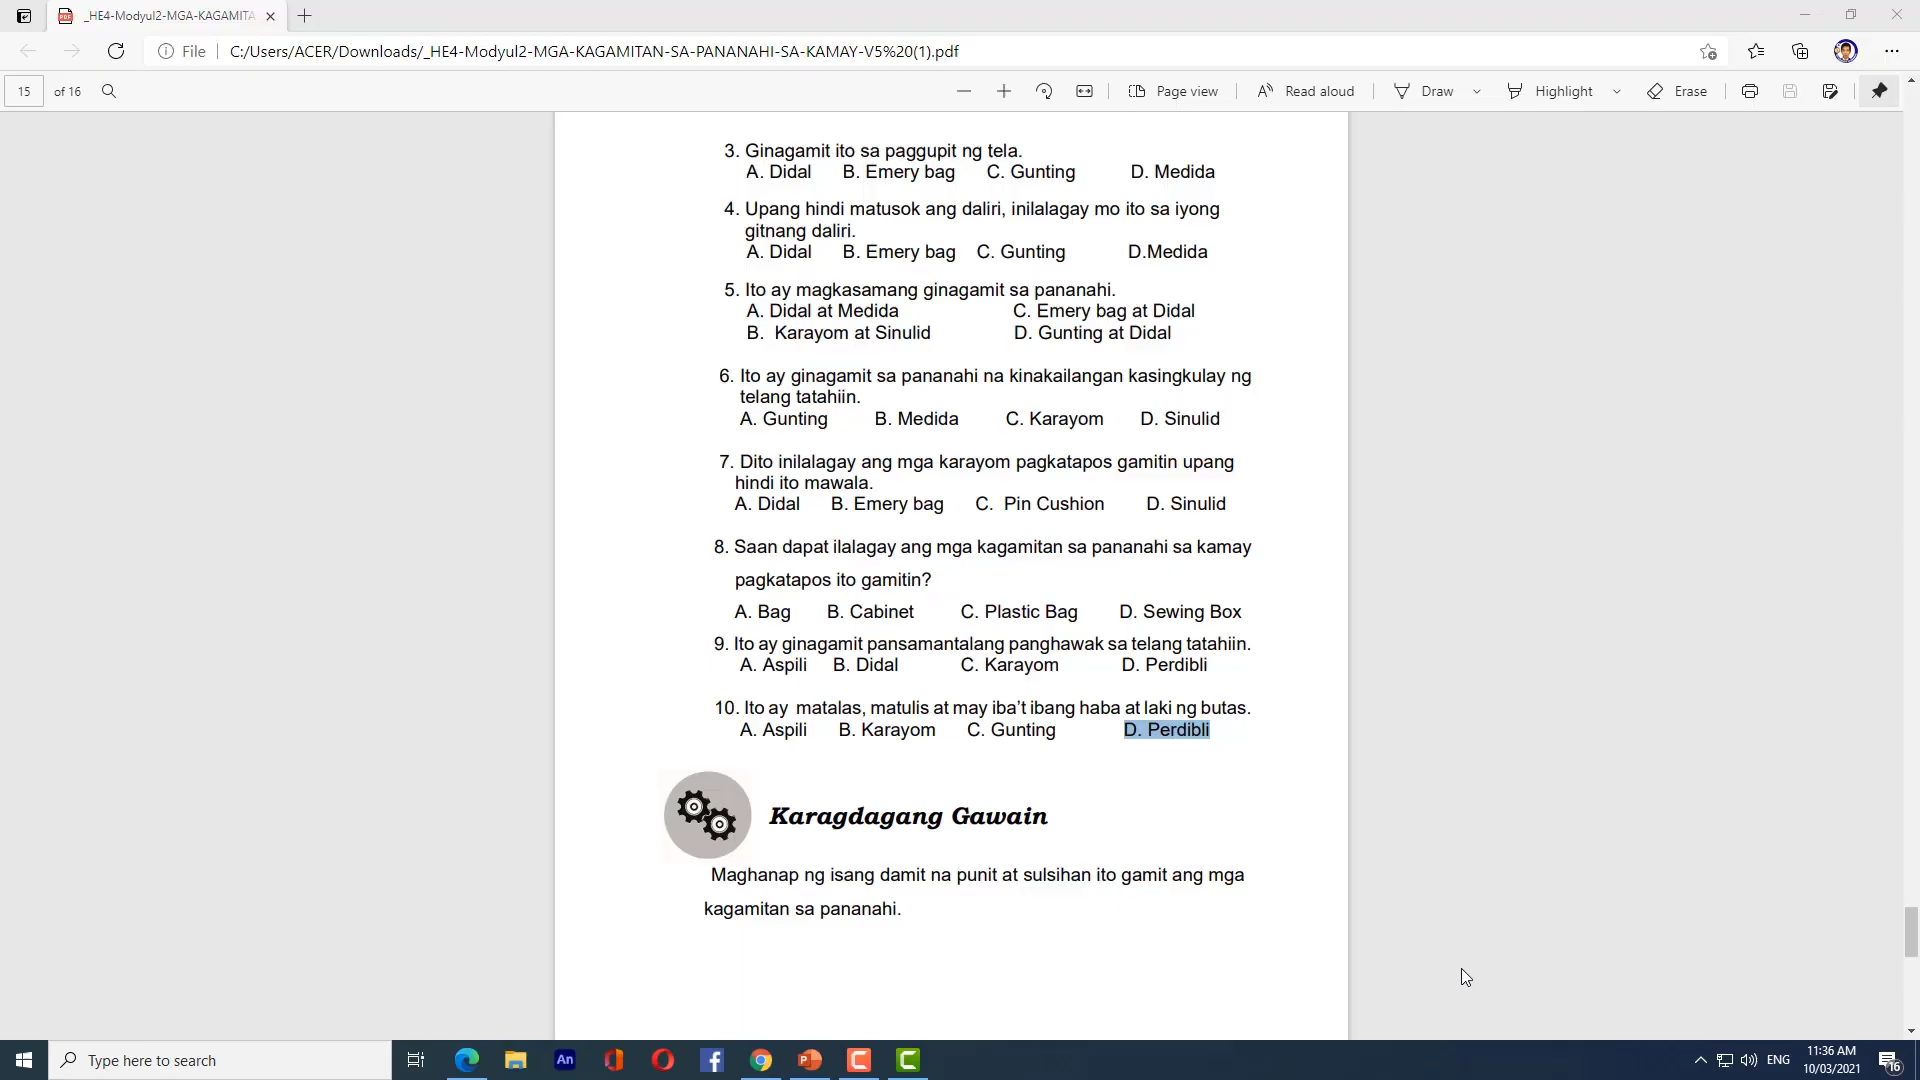 _HE4-Modyul2-MGA-KAGAMITA
File
C:/Users/ACER/Downloads/_HE4-Modyul2-MGA-KAGAMITAN-SA-PANANAHI-SA-KAMAY-V5%20(1).pdf
15 of 16
Page view
Read aloud
Draw
Highlight
Erase
3. Ginagamit ito sa paggupit ng tela.
A. Didal B. Emery bag C. Gunting D. Medida
4. Upang hindi matusok ang daliri, inilalagay mo ito sa iyong
gitnang daliri.
A. Didal B. Emery bag C. Gunting D.Medida
5. Ito ay magkasamang ginagamit sa pananahi.
A. Didal at Medida C. Emery bag at Didal
B. Karayom at Sinulid D. Gunting at Didal
6. Ito ay ginagamit sa pananahi na kinakailangan kasingkulay ng
telang tatahiin.
A. Gunting B. Medida C. Karayom D. Sinulid
7. Dito inilalagay ang mga karayom pagkatapos gamitin upang
hindi ito mawala.
A. Didal B. Emery bag C. Pin Cushion D. Sinulid
8. Saan dapat ilalagay ang mga kagamitan sa pananahi sa kamay
pagkatapos ito gamitin?
A. Bag B. Cabinet C. Plastic Bag D. Sewing Box
9. Ito ay ginagamit pansamantalang panghawak sa telang tatahiin.
A. Aspili B. Didal C. Karayom D. Perdibli
10. Ito ay matalas, matulis at may iba't ibang haba at laki ng butas.
A. Aspili B. Karayom C. Gunting D. Perdibli
Karagdagang Gawain
Maghanap ng isang damit na punit at sulsihan ito gamit ang mga
kagamitan sa pananahi.
Type here to search
An
ENG
11:36 AM
10/03/2021
16